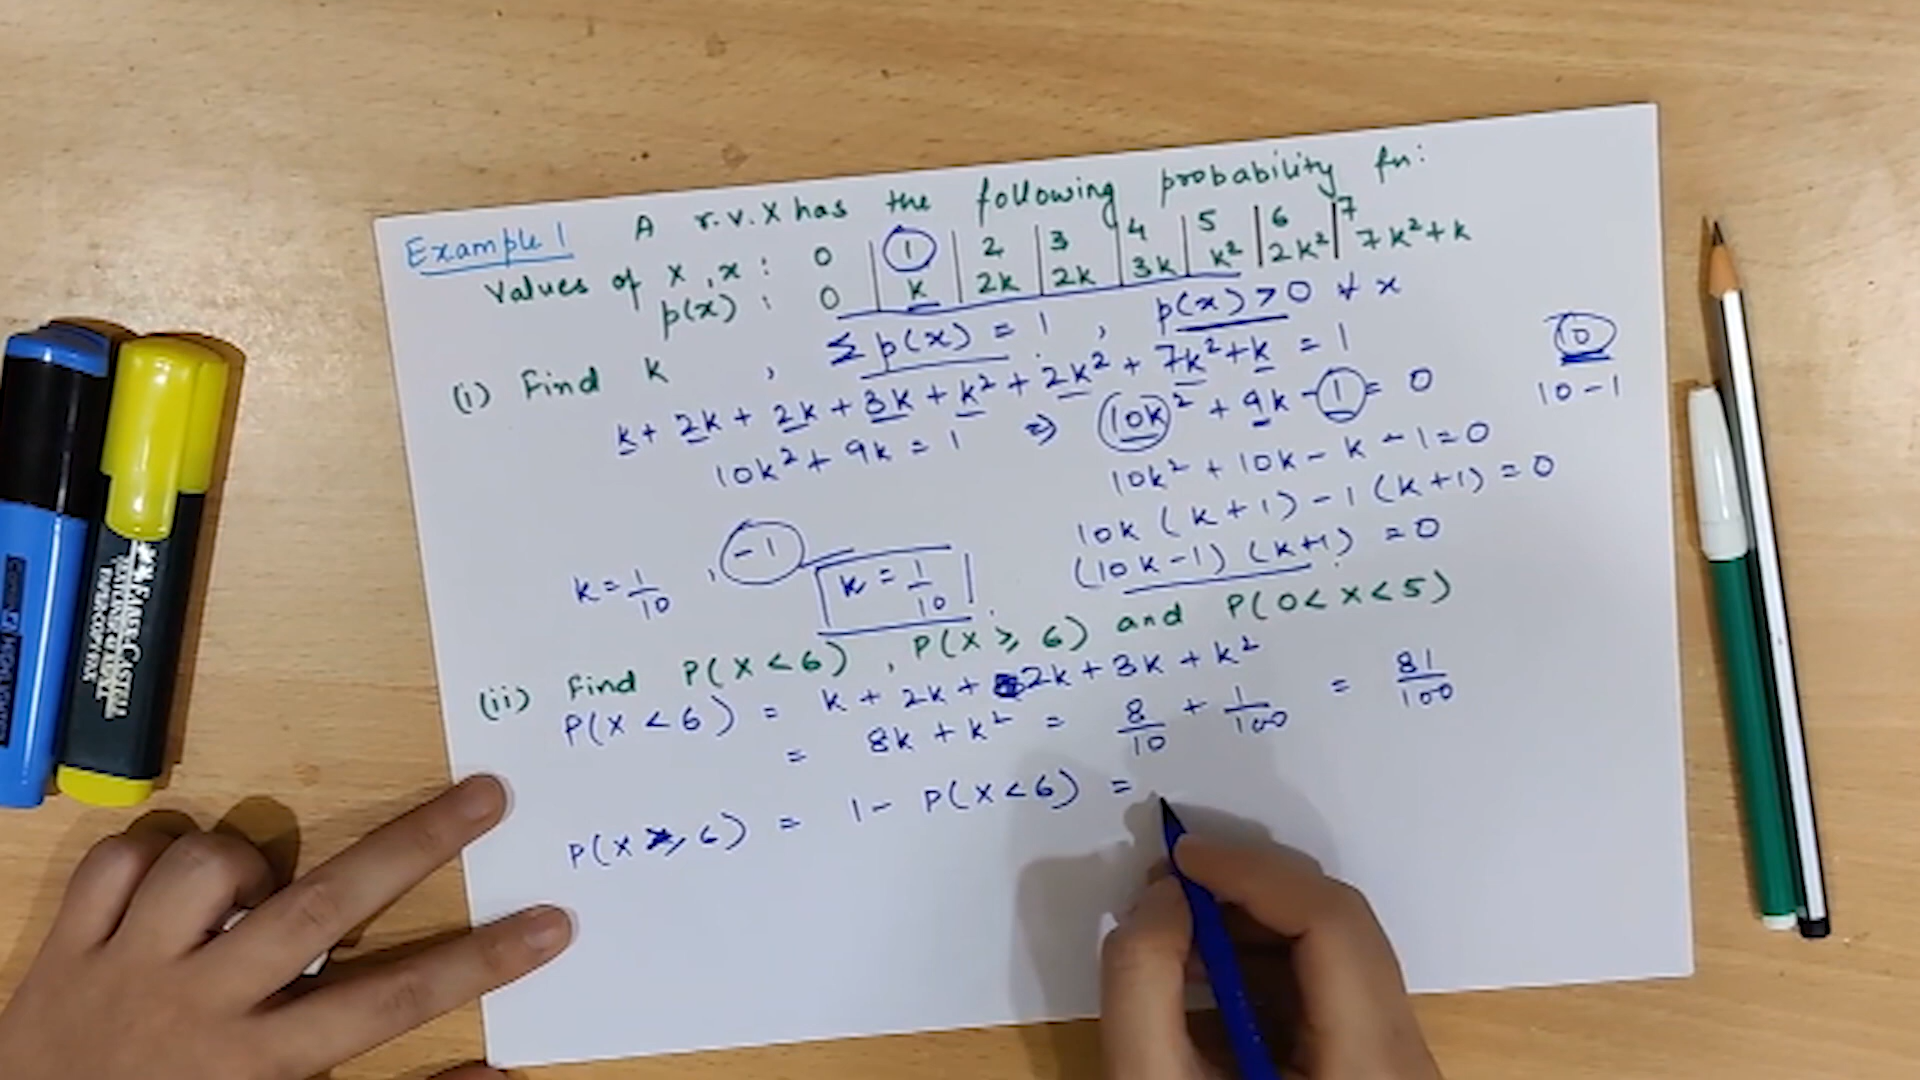 Example 1 A r.v. X has the following probability fn:
Values of X, x : 0 | 1 | 2 | 3 | 4 | 5 | 6 | 7
p(x) : 0 | k | 2k | 2k | 3k | k² | 2k² | 7k²+k
(i) Find k , Σp(x) = 1 , p(x) > 0 ∀ x
k + 2k + 2k + 3k + k² + 2k² + 7k²+k = 1
10
10k² + 9k = 1 ⇒ 10k² + 9k - 1 = 0
10 - 1
10k² + 10k - k - 1 = 0
10k (k+1) - 1 (k+1) = 0
k = 1/10 , -1 k = 1/10 (10k-1) (k+1) = 0
(ii) Find P(X<6) , P(X ≥ 6) and P(0<X<5)
P(X<6) = k + 2k + 2k + 3k + k²
= 8k + k² = 8/10 + 1/100 = 81/100
P(X ≥ 6) = 1 - P(X<6) =
FABER-CASTELL